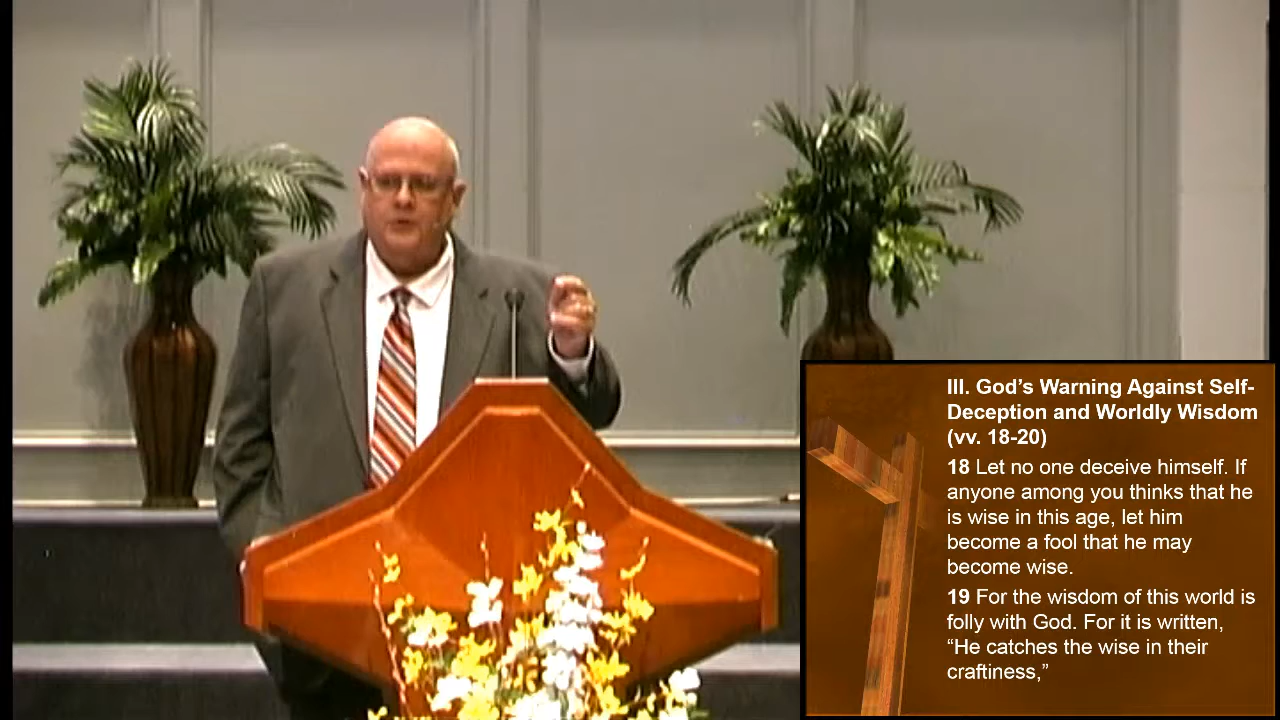 III. God’s Warning Against Self-
Deception and Worldly Wisdom
(vv. 18-20)
18 Let no one deceive himself. If
anyone among you thinks that he
is wise in this age, let him
become a fool that he may
become wise.
19 For the wisdom of this world is
folly with God. For it is written,
“He catches the wise in their
craftiness,”